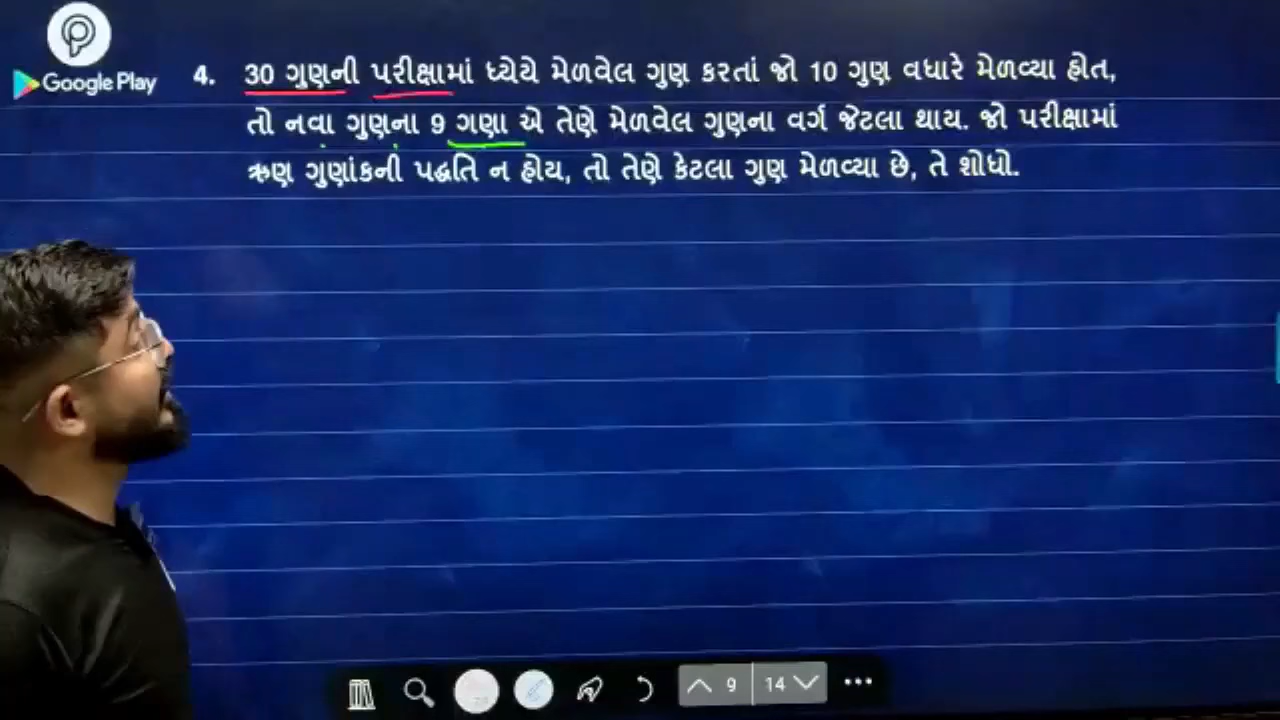 Google Play
4. 30 ગુણની પરીક્ષામાં ધ્યેયે મેળવેલ ગુણ કરતાં જો 10 ગુણ વધારે મેળવ્યા હોત,
તો નવા ગુણના 9 ગણા એ તેણે મેળવેલ ગુણના વર્ગ જેટલા થાય. જો પરીક્ષામાં
ઋણ ગુણાંકની પદ્ધતિ ન હોય, તો તેણે કેટલા ગુણ મેળવ્યા છે, તે શોધો.
9 14